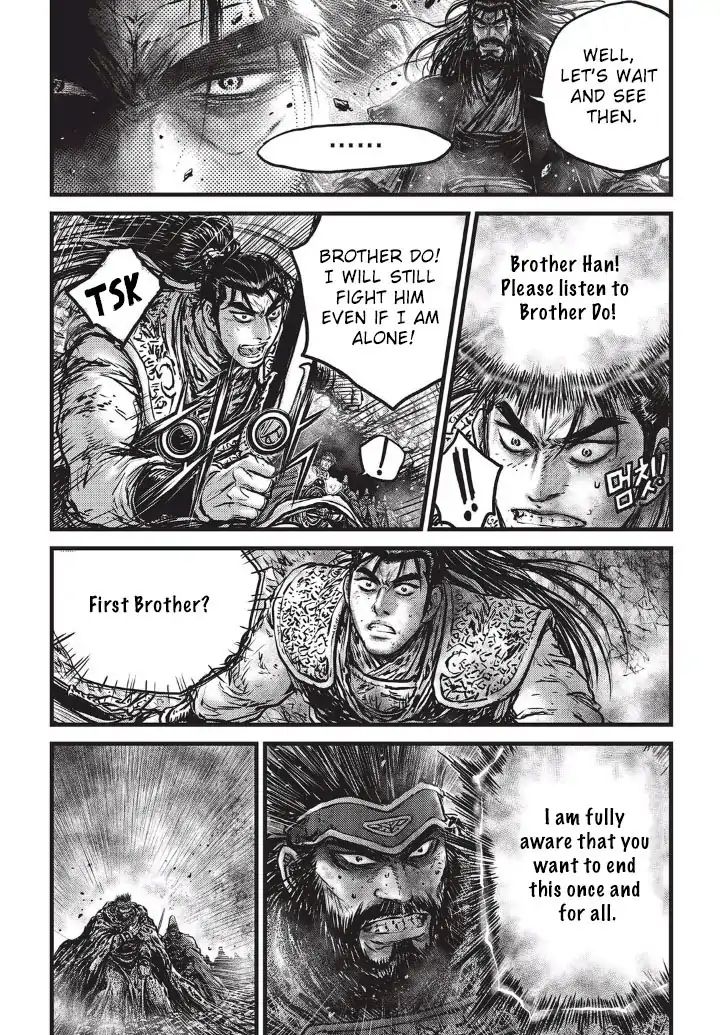 WELL,
LET'S WAIT
AND SEE
THEN.
......
TSK
BROTHER DO!
I WILL STILL
FIGHT HIM
EVEN IF I AM
ALONE!
!
Brother Han!
Please listen to
Brother Do!
!!
멈칫!!
First Brother?
I am fully
aware that you
want to end
this once and
for all.